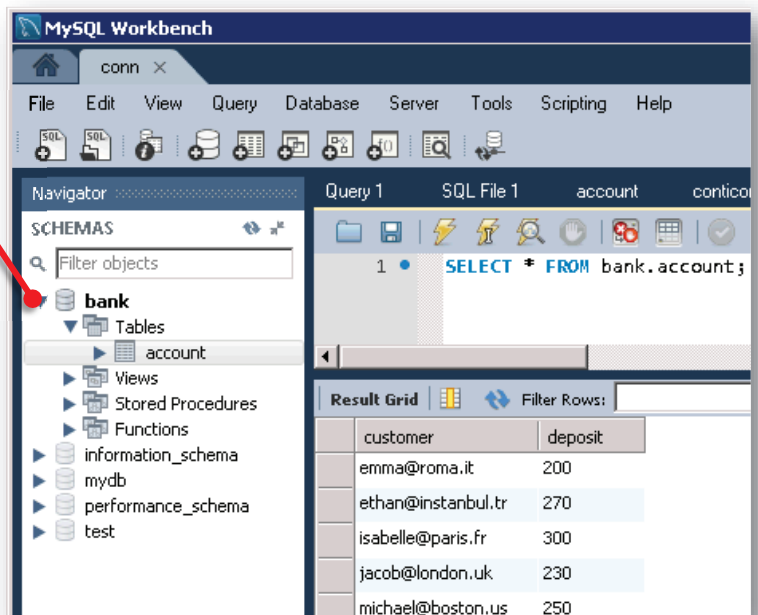 MySQL Workbench
conn ×
File Edit View Query Database Server Tools Scripting Help
SQL SQL
Navigator
Query 1 SQL File 1 account
SCHEMAS
Filter objects
bank
Tables
account
Views
Stored Procedures
Functions
information_schema
mydb
performance_schema
test
1 SELECT * FROM bank.account;
Result Grid Filter Rows:
customer deposit
emma@roma.it 200
ethan@instanbul.tr 270
isabelle@paris.fr 300
jacob@london.uk 230
michael@boston.us 250